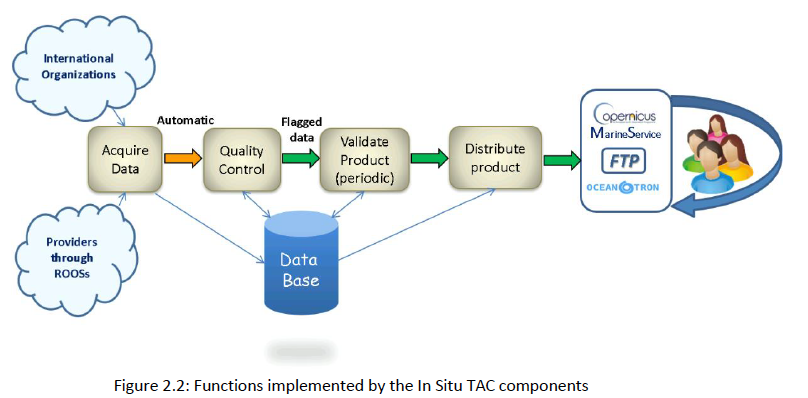 International
Organizations
Automatic
Flagged
data
Acquire
Data
Quality
Control
Validate
Product
(periodic)
Distribute
product
Copernicus
MarineService
FTP
OCEANOTRON
Providers
through
ROOSs
Data
Base
Figure 2.2: Functions implemented by the In Situ TAC components